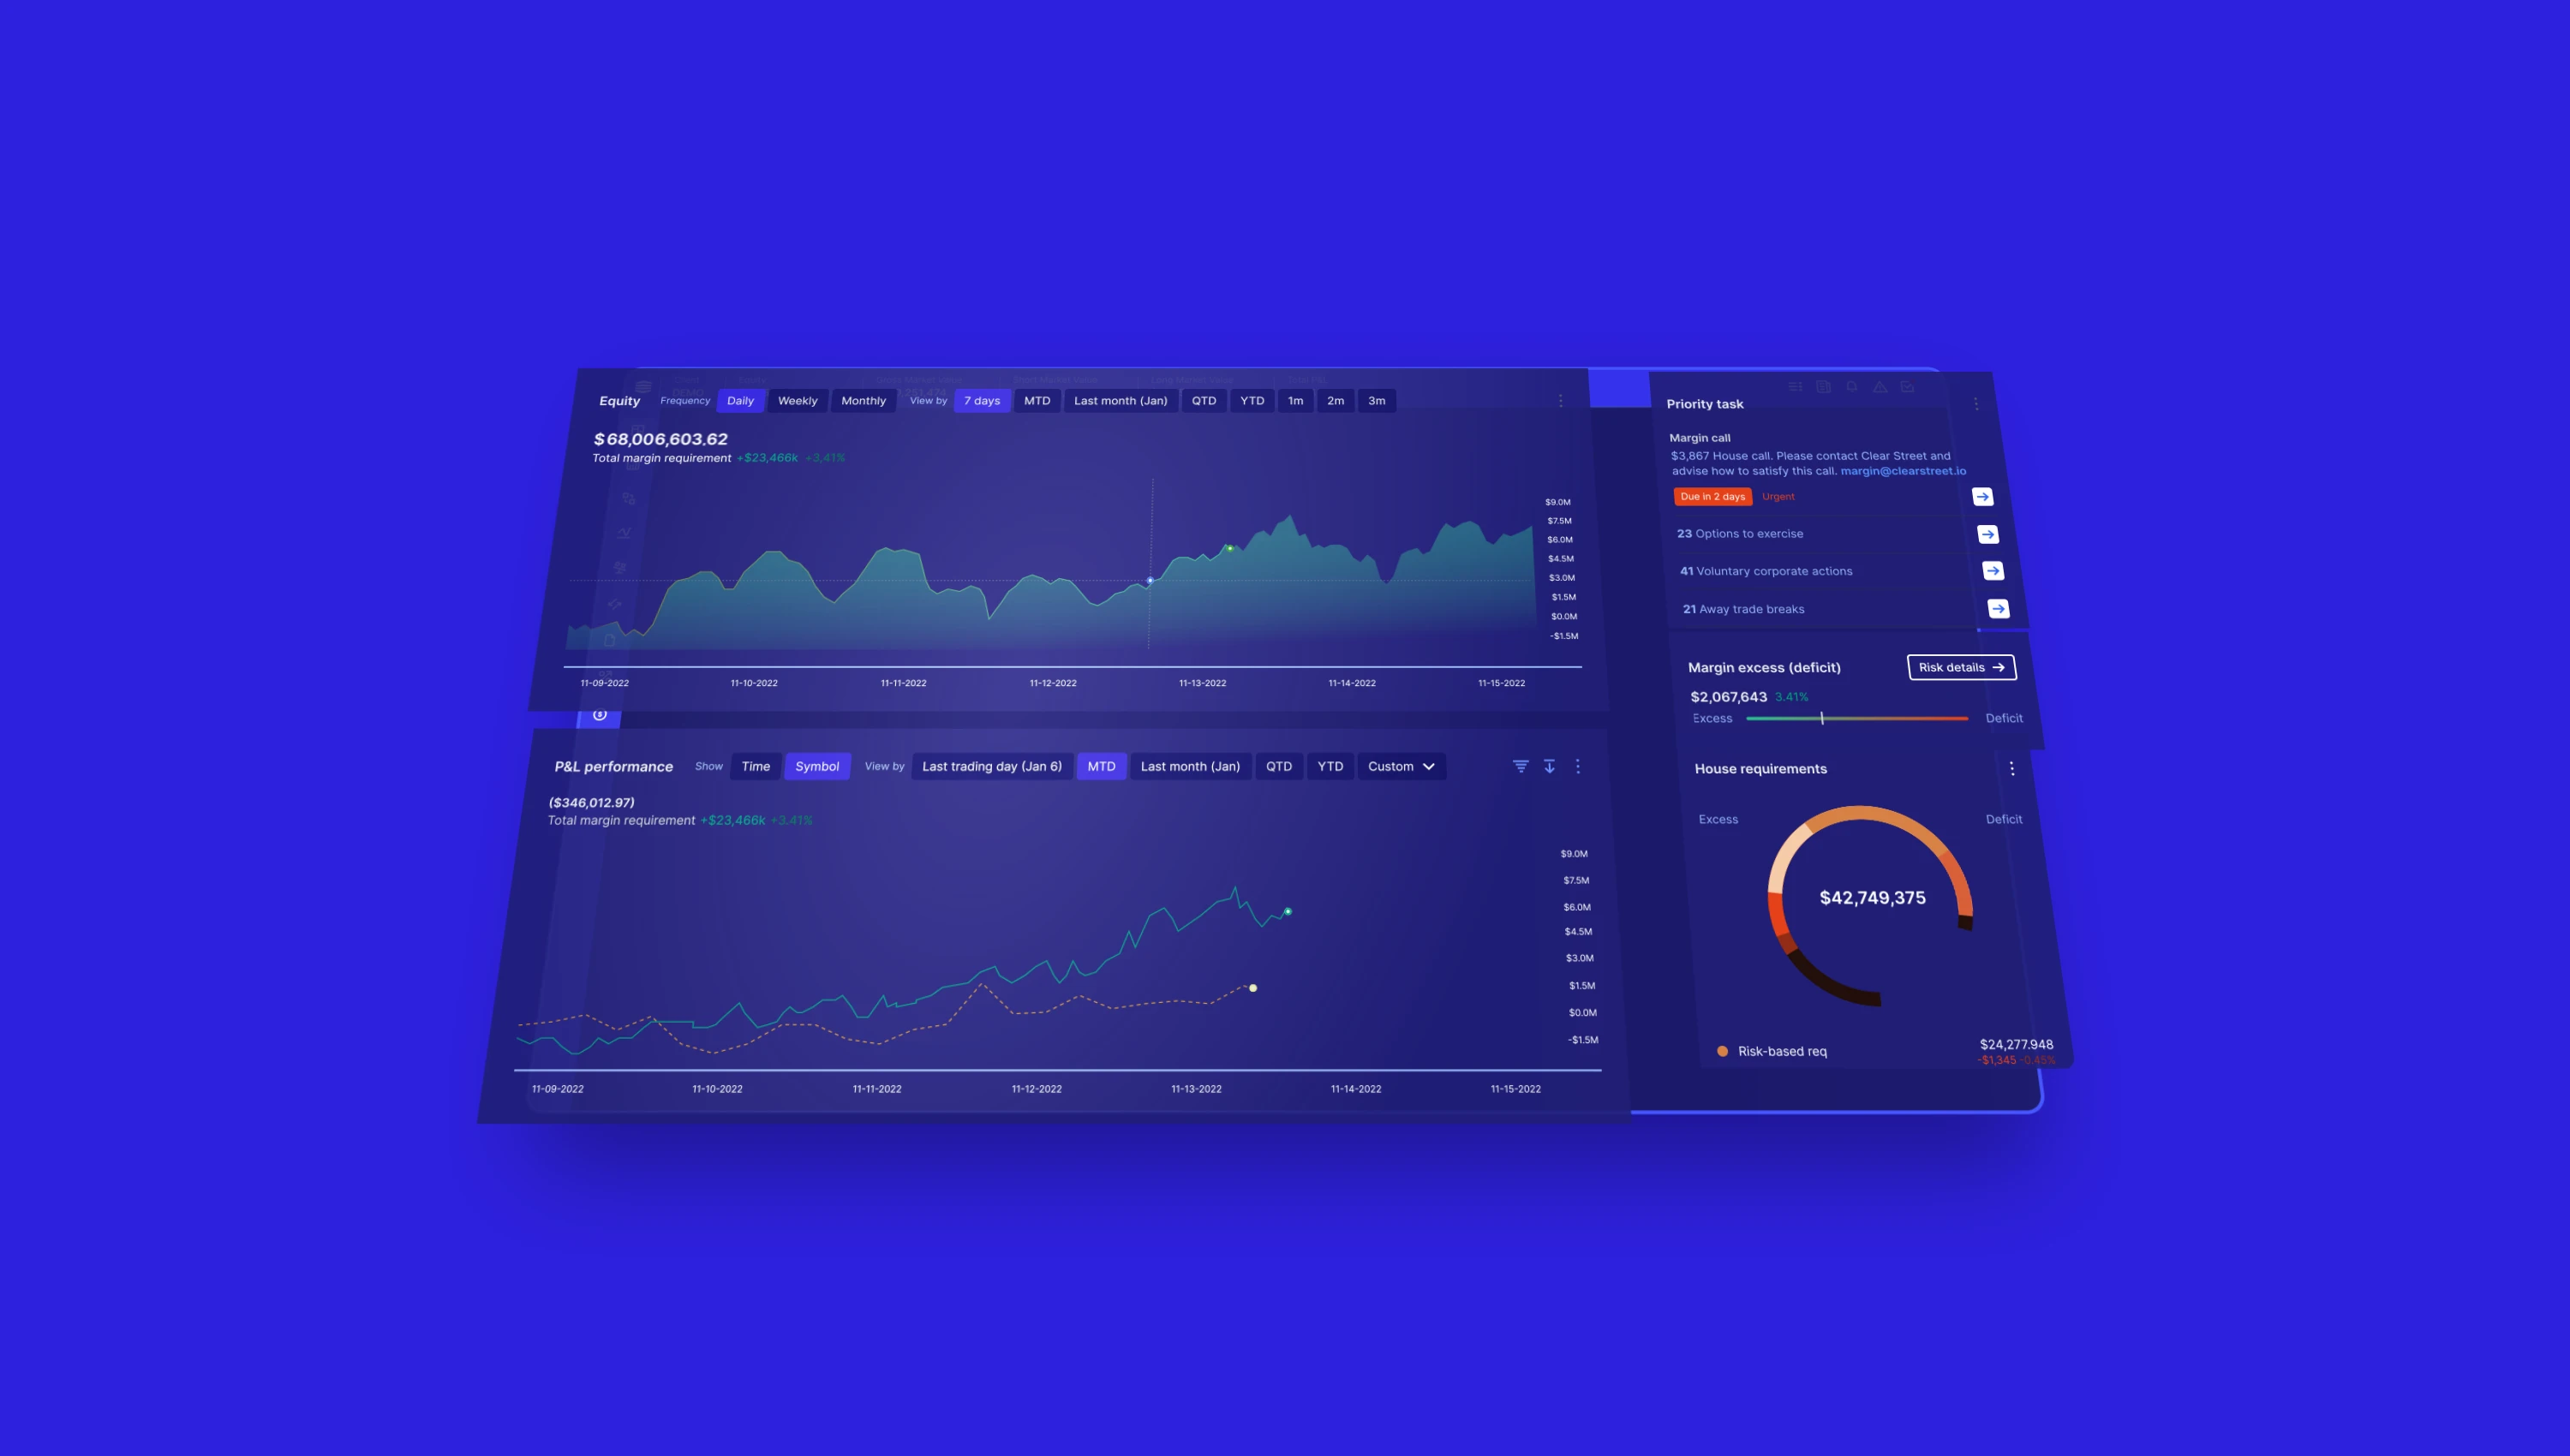 Equity Frequency Daily Weekly Monthly View by 7 days MTD Last month (Jan) QTD YTD 1m 2m 3m
$68,006,603.62
Total margin requirement +$23,466k +3,41%
$9.0M
$7.5M
$6.0M
$4.5M
$3.0M
$1.5M
$0.0M
-$1.5M
11-09-2022 11-10-2022 11-11-2022 11-12-2022 11-13-2022 11-14-2022 11-15-2022
P&L performance Show Time Symbol View by Last trading day (Jan 6) MTD Last month (Jan) QTD YTD Custom
($346,012.97)
Total margin requirement +$23,466k +3.41%
$9.0M
$7.5M
$6.0M
$4.5M
$3.0M
$1.5M
$0.0M
-$1.5M
11-09-2022 11-10-2022 11-11-2022 11-12-2022 11-13-2022 11-14-2022 11-15-2022
Priority task
Margin call
$3,867 House call. Please contact Clear Street and
advise how to satisfy this call. margin@clearstreet.io
Due in 2 days Urgent
23 Options to exercise
41 Voluntary corporate actions
21 Away trade breaks
Margin excess (deficit) Risk details
$2,067,643 3.41%
Excess Deficit
House requirements
Excess Deficit
$42,749,375
Risk-based req $24,277.948
-$1,345 -0.45%